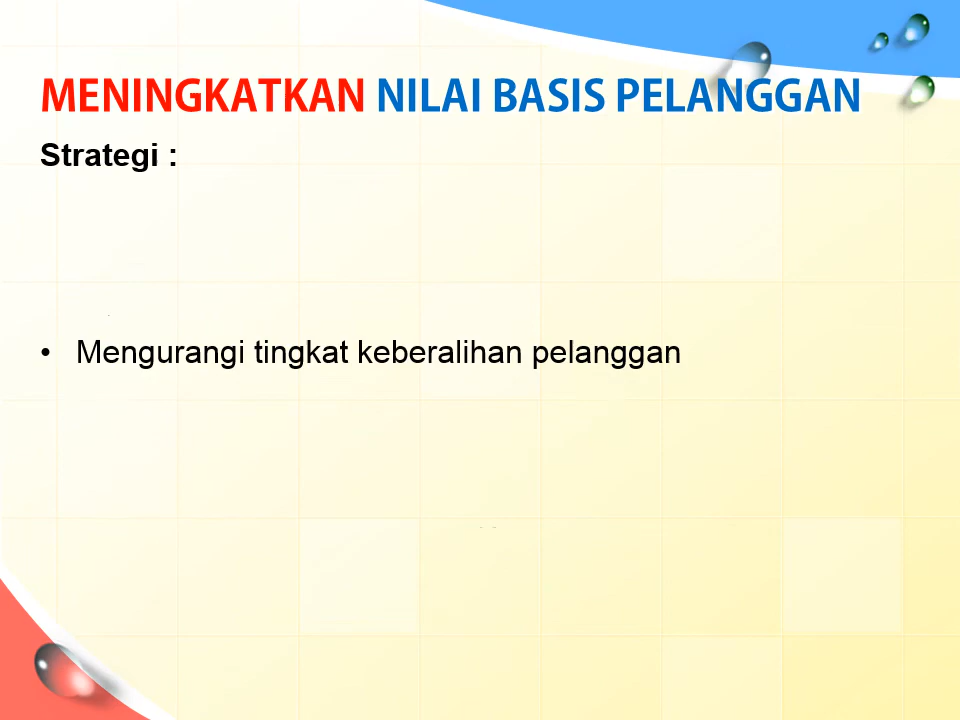 MENINGKATKAN NILAI BASIS PELANGGAN
Strategi :
• Mengurangi tingkat keberalihan pelanggan